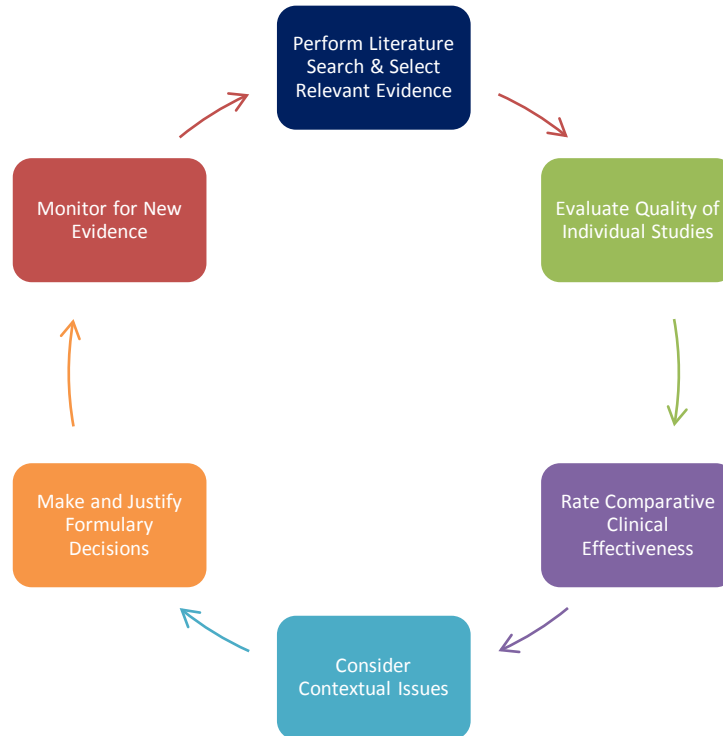 Perform Literature
Search & Select
Relevant Evidence
Evaluate Quality of
Individual Studies
Rate Comparative
Clinical
Effectiveness
Consider
Contextual Issues
Make and Justify
Formulary
Decisions
Monitor for New
Evidence